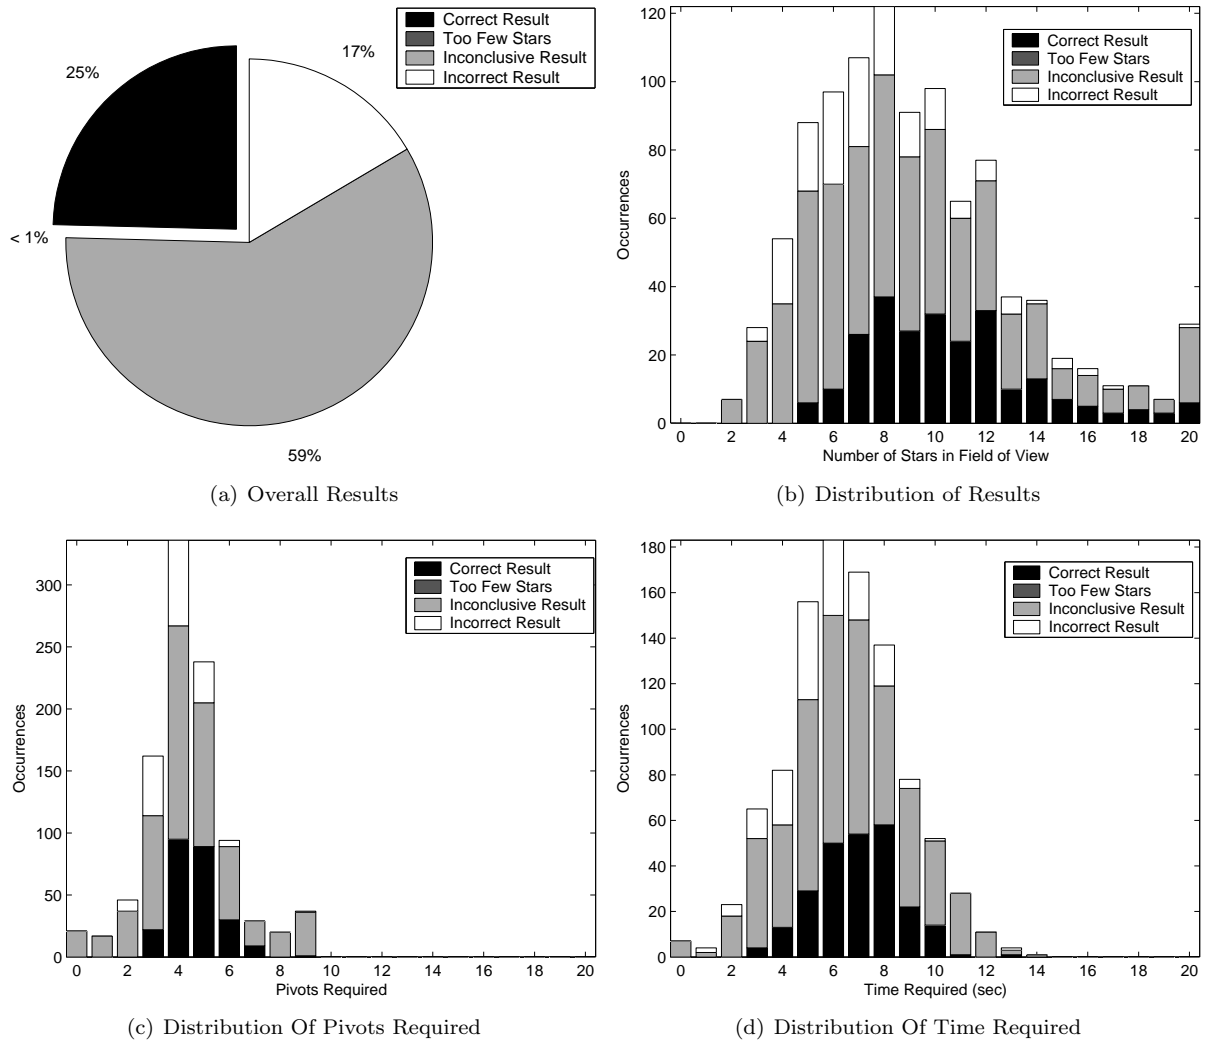 Correct Result
Too Few Stars
Inconclusive Result
Incorrect Result
17%
25%
< 1%
59%
(a) Overall Results
120
100
80
60
40
20
0
Occurrences
Correct Result
Too Few Stars
Inconclusive Result
Incorrect Result
0 2 4 6 8 10 12 14 16 18 20
Number of Stars in Field of View
(b) Distribution of Results
300
250
200
150
100
50
0
Occurrences
Correct Result
Too Few Stars
Inconclusive Result
Incorrect Result
0 2 4 6 8 10 12 14 16 18 20
Pivots Required
(c) Distribution Of Pivots Required
180
160
140
120
100
80
60
40
20
0
Occurrences
Correct Result
Too Few Stars
Inconclusive Result
Incorrect Result
0 2 4 6 8 10 12 14 16 18 20
Time Required (sec)
(d) Distribution Of Time Required